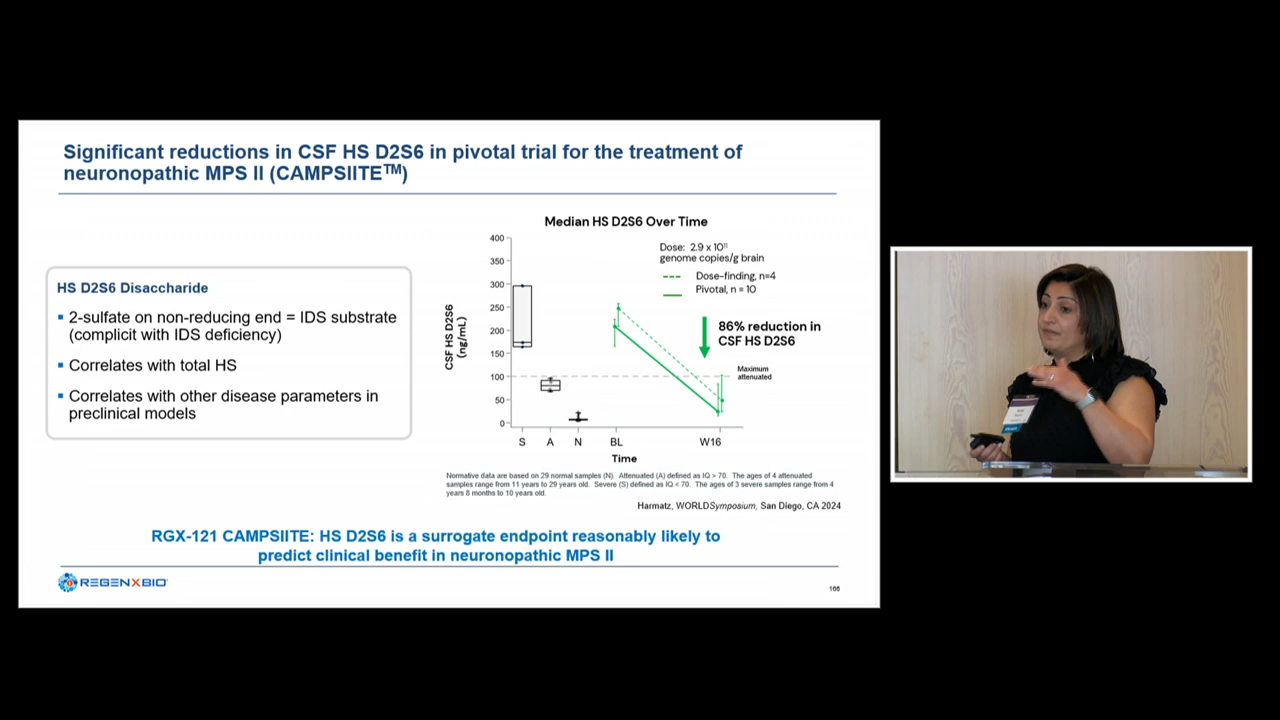 Significant reductions in CSF HS D2S6 in pivotal trial for the treatment of
neuronopathic MPS II (CAMPSIITE™)
HS D2S6 Disaccharide
▪ 2-sulfate on non-reducing end = IDS substrate
(complicit with IDS deficiency)
▪ Correlates with total HS
▪ Correlates with other disease parameters in
preclinical models
Median HS D2S6 Over Time
CSF HS D2S6
(ng/mL)
400
350
300
250
200
150
100
50
0
S A N BL W16
Time
Dose: 2.9 x 10¹¹
genome copies/g brain
Dose-finding, n=4
Pivotal, n = 10
86% reduction in
CSF HS D2S6
Maximum
attenuated
Normative data are based on 29 normal samples (N). Attenuated (A) defined as IQ > 70. The ages of 4 attenuated
samples range from 11 years to 29 years old. Severe (S) defined as IQ < 70. The ages of 3 severe samples range from 4
years 8 months to 10 years old.
Harmatz, WORLDSymposium, San Diego, CA 2024
RGX-121 CAMPSIITE: HS D2S6 is a surrogate endpoint reasonably likely to
predict clinical benefit in neuronopathic MPS II
REGENXBIO
166